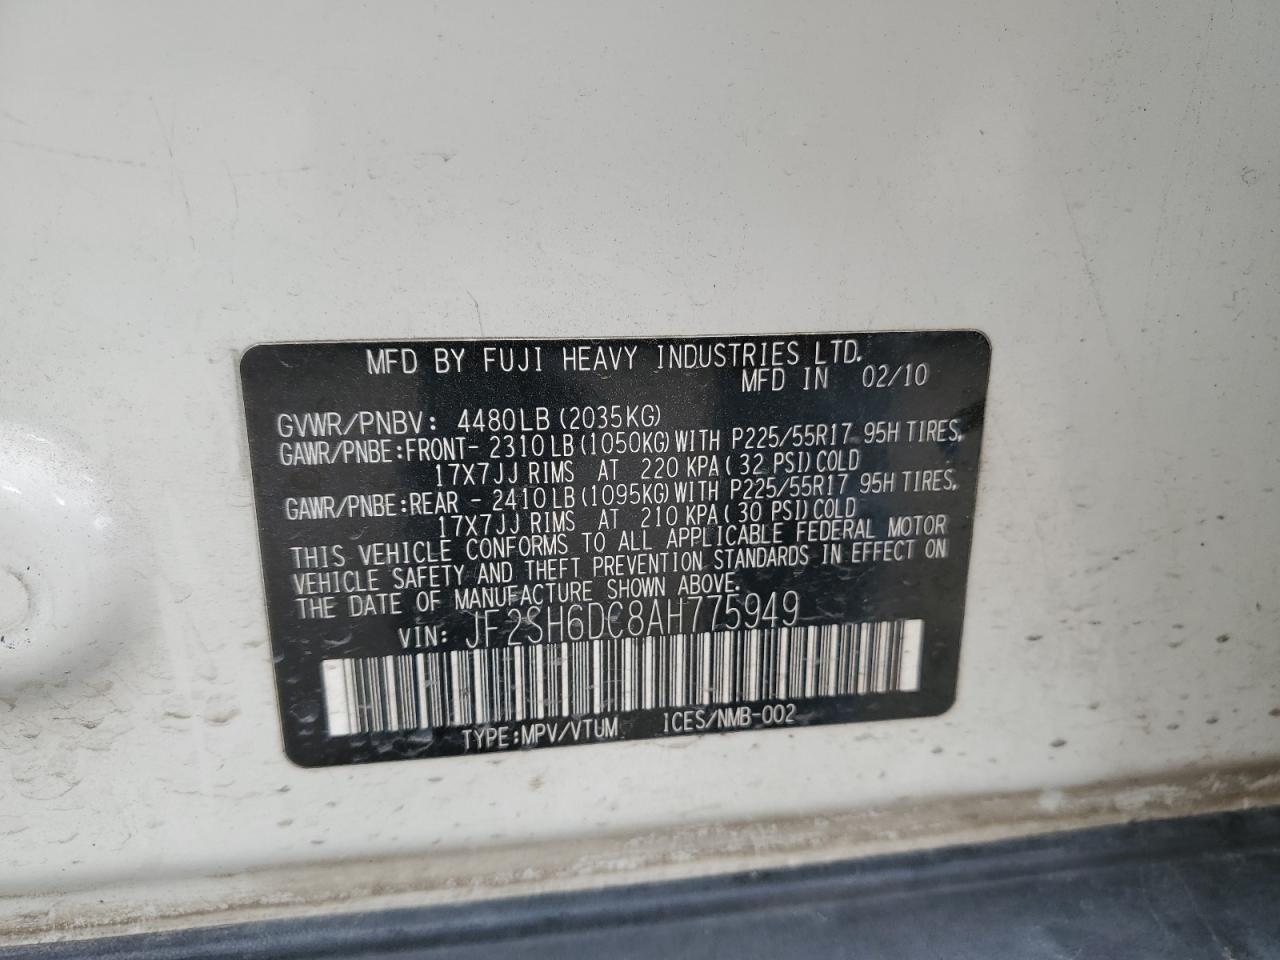 MFD BY FUJI HEAVY INDUSTRIES LTD.
MFD IN 02/10
GVWR/PNBV: 4480LB (2035KG)
GAWR/PNBE:FRONT- 2310LB (1050KG) WITH P225/55R17 95H TIRES,
17X7JJ RIMS AT 220 KPA( 32 PSI) COLD
GAWR/PNBE:REAR - 2410LB (1095KG) WITH P225/55R17 95H TIRES,
17X7JJ RIMS AT 210 KPA( 30 PSI) COLD
THIS VEHICLE CONFORMS TO ALL APPLICABLE FEDERAL MOTOR
VEHICLE SAFETY AND THEFT PREVENTION STANDARDS IN EFFECT ON
THE DATE OF MANUFACTURE SHOWN ABOVE.
VIN: JF2SH6DC8AH775949
TYPE:MPV/VTUM ICES/NMB-002